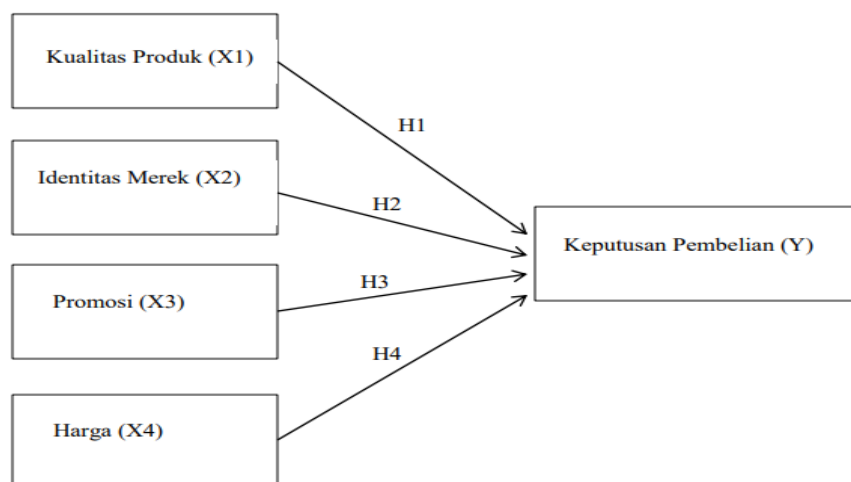 Kualitas Produk (X1)
H1
Identitas Merek (X2)
H2
Keputusan Pembelian (Y)
H3
Promosi (X3)
H4
Harga (X4)